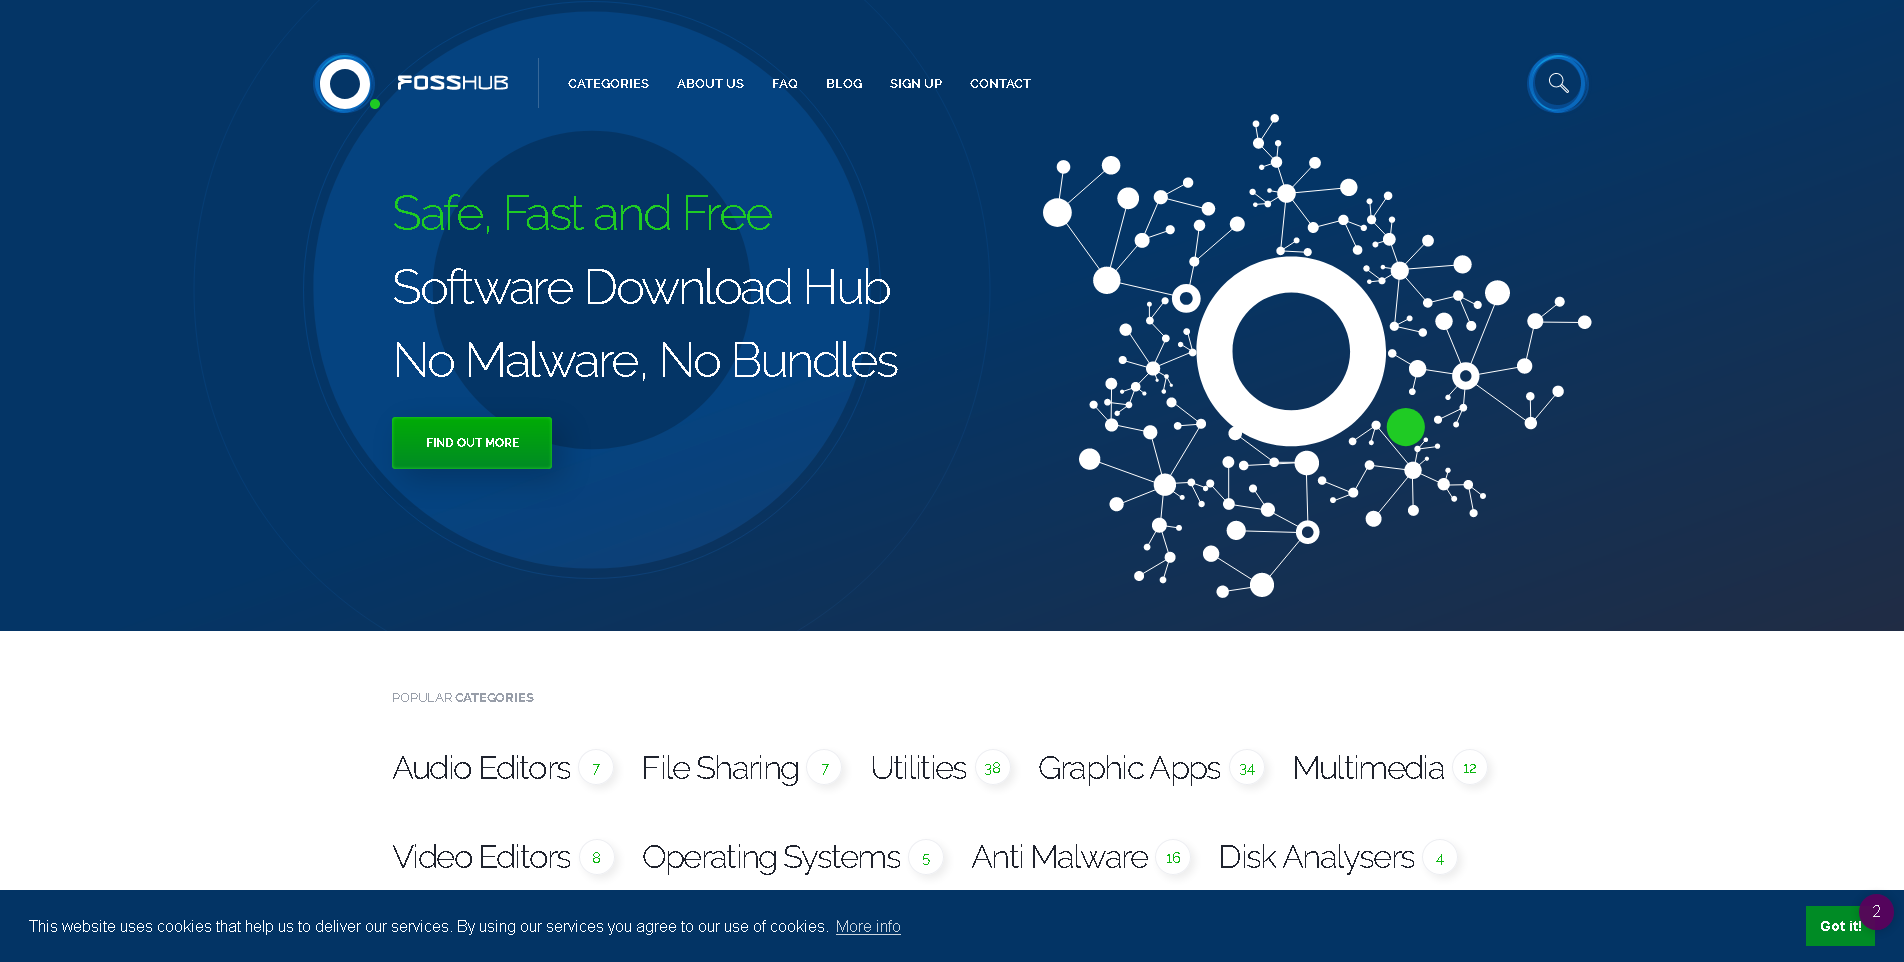 FOSSHUB
CATEGORIES ABOUT US FAQ BLOG SIGN UP CONTACT
Safe, Fast and Free
Software Download Hub
No Malware, No Bundles
FIND OUT MORE
POPULAR CATEGORIES
Audio Editors 7 File Sharing 7 Utilities 38 Graphic Apps 34 Multimedia 12
Video Editors 8 Operating Systems 5 Anti Malware 16 Disk Analysers 4
This website uses cookies that help us to deliver our services. By using our services you agree to our use of cookies. More info
Got it!
2